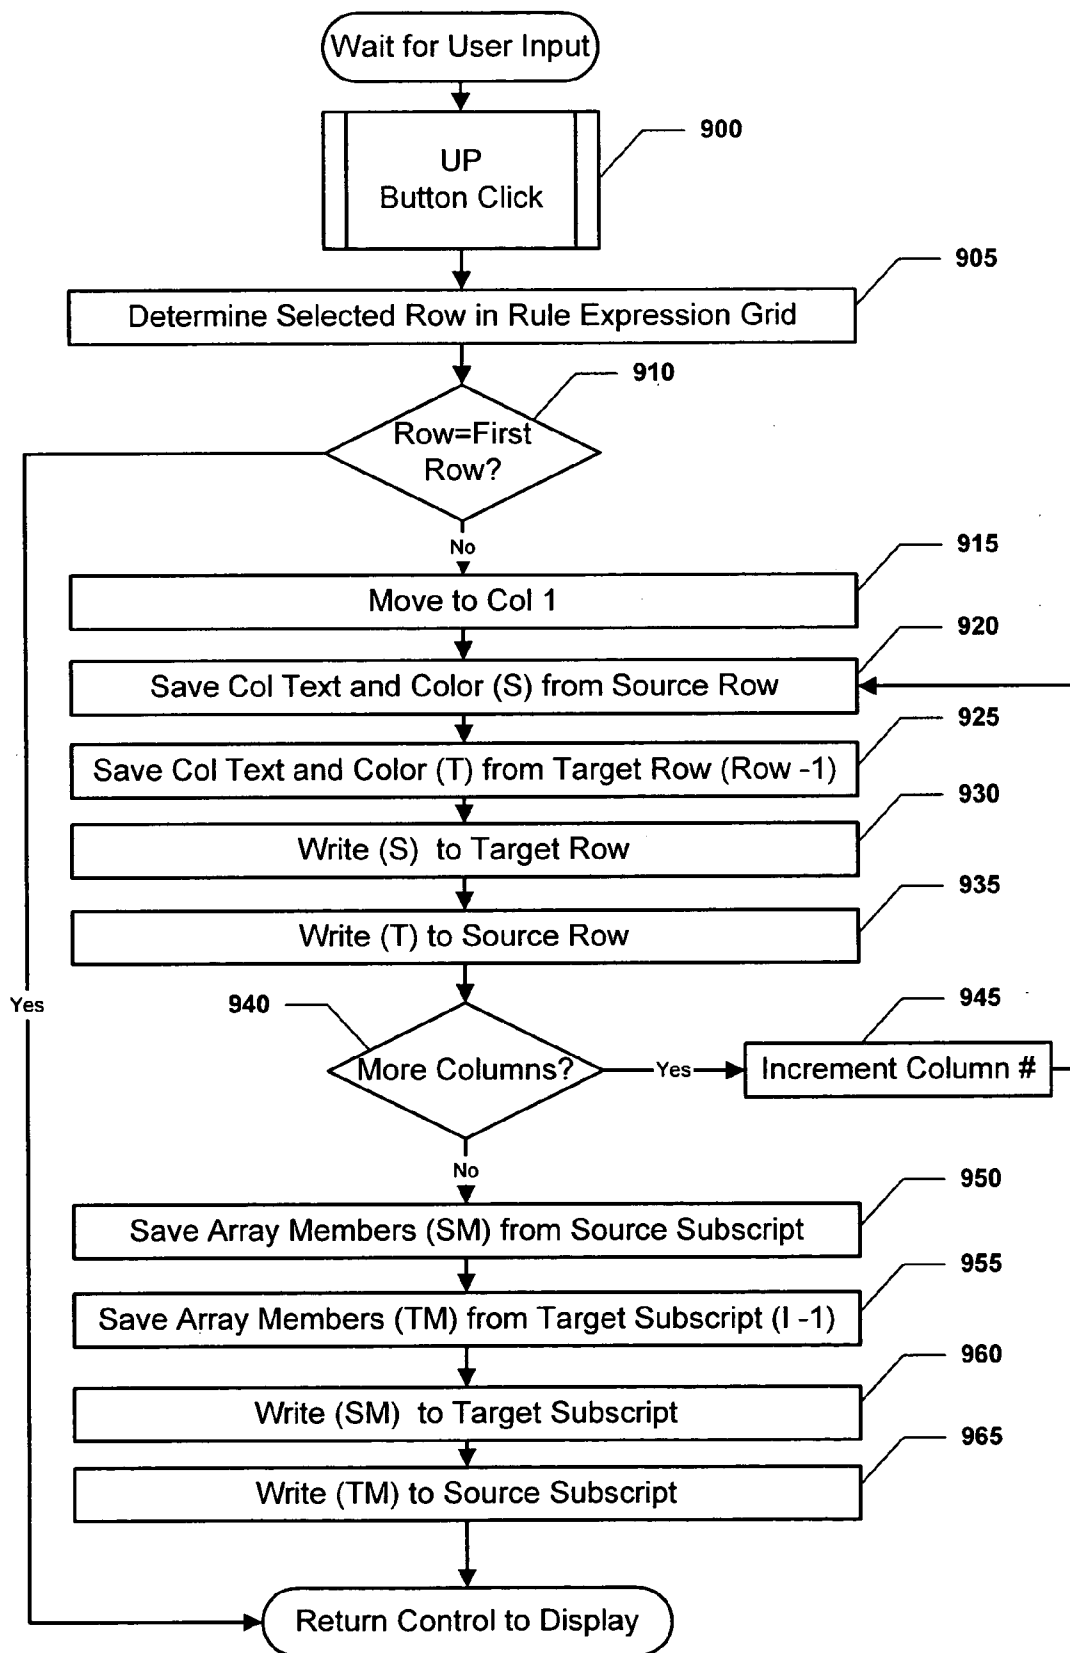 Wait for User Input
900
UP
Button Click
905
Determine Selected Row in Rule Expression Grid
910
Row=First
Row?
No
915
Move to Col 1
920
Save Col Text and Color (S) from Source Row
925
Save Col Text and Color (T) from Target Row (Row -1)
930
Write (S) to Target Row
935
Write (T) to Source Row
Yes
940
More Columns?
Yes
945
Increment Column #
No
950
Save Array Members (SM) from Source Subscript
955
Save Array Members (TM) from Target Subscript (I -1)
960
Write (SM) to Target Subscript
965
Write (TM) to Source Subscript
Return Control to Display